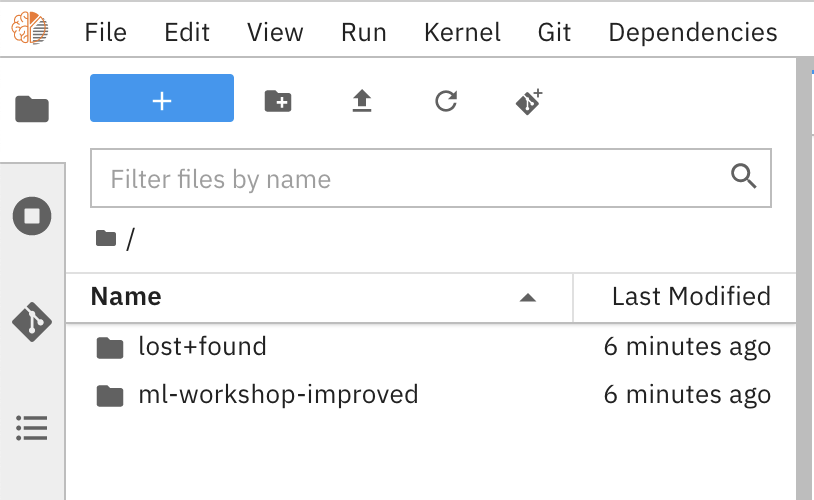 File Edit View Run Kernel Git Dependencies
Filter files by name
/
Name Last Modified
lost+found 6 minutes ago
ml-workshop-improved 6 minutes ago